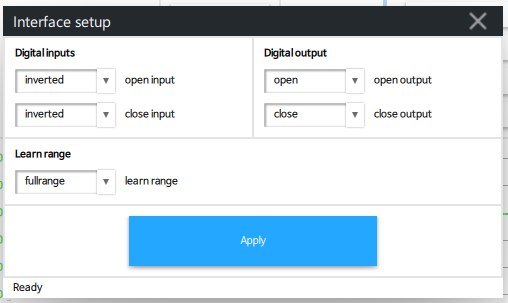 Interface setup
Digital inputs
inverted open input
inverted close input
Digital output
open open output
close close output
Learn range
fullrange learn range
Apply
Ready